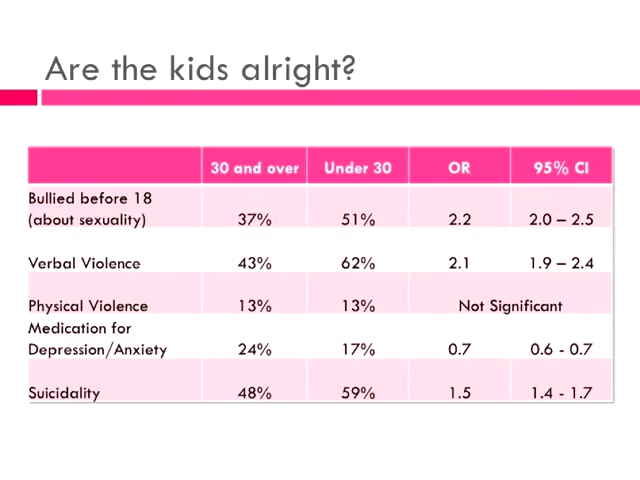 Are the kids alright?
30 and over Under 30 OR 95% CI
Bullied before 18
(about sexuality) 37% 51% 2.2 2.0 – 2.5
Verbal Violence 43% 62% 2.1 1.9 – 2.4
Physical Violence 13% 13% Not Significant
Medication for
Depression/Anxiety 24% 17% 0.7 0.6 - 0.7
Suicidality 48% 59% 1.5 1.4 - 1.7